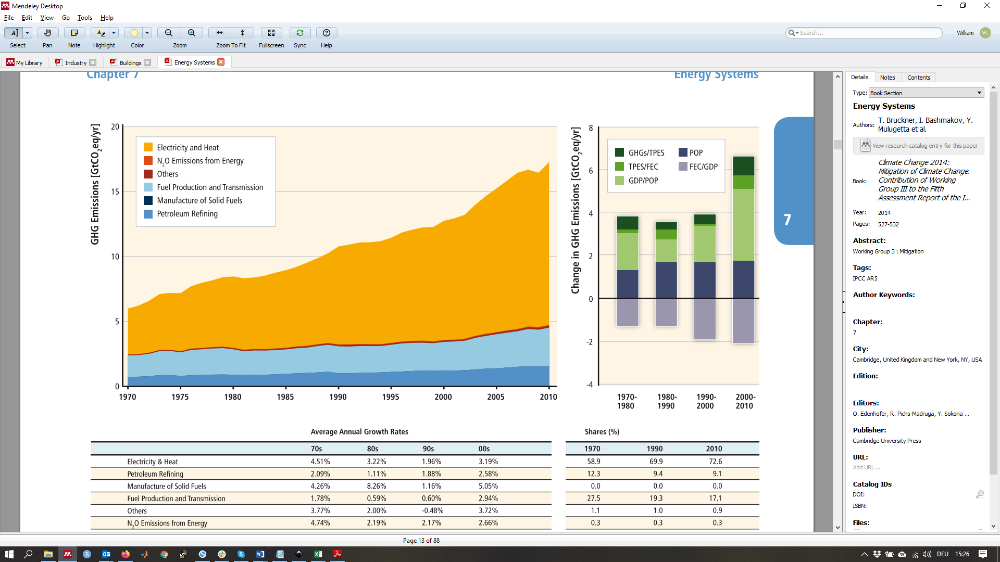 Mendeley Desktop
File Edit View Go Tools Help
Search...
William WL
Select Pan Note Highlight Color Zoom Zoom To Fit Fullscreen Sync Help
My Library Industry Buildings Energy Systems
Chapter 7 Energy Systems
GHG Emissions [GtCO2eq/yr]
20
15
10
5
0
Electricity and Heat
N2O Emissions from Energy
Others
Fuel Production and Transmission
Manufacture of Solid Fuels
Petroleum Refining
1970 1975 1980 1985 1990 1995 2000 2005 2010
Change in GHG Emissions [GtCO2eq/yr]
8
6
4
2
0
-2
-4
GHGs/TPES POP
TPES/FEC FEC/GDP
GDP/POP
1970-1980 1980-1990 1990-2000 2000-2010
7
Average Annual Growth Rates Shares (%)
70s 80s 90s 00s 1970 1990 2010
Electricity & Heat 4.51% 3.22% 1.96% 3.19% 58.9 69.9 72.6
Petroleum Refining 2.09% 1.11% 1.88% 2.58% 12.3 9.4 9.1
Manufacture of Solid Fuels 4.26% 8.26% 1.16% 5.05% 0.0 0.0 0.0
Fuel Production and Transmission 1.78% 0.59% 0.60% 2.94% 27.5 19.3 17.1
Others 3.77% 2.00% -0.48% 3.72% 1.1 1.0 0.9
N2O Emissions from Energy 4.74% 2.19% 2.17% 2.66% 0.3 0.3 0.3
Details Notes Contents
Type: Book Section
Energy Systems
Authors: T. Bruckner, I. Bashmakov, Y.
Mulugetta et al.
View research catalog entry for this paper
Book: Climate Change 2014:
Mitigation of Climate Change.
Contribution of Working
Group III to the Fifth
Assessment Report of the I...
Year: 2014
Pages: 527-532
Abstract:
Working Group 3 : Mitigation
Tags:
IPCC AR5
Author Keywords:
Chapter:
7
City:
Cambridge, United Kingdom and New York, NY, USA
Edition:
Editors:
O. Edenhofer, R. Pichs-Madruga, Y. Sokona ...
Publisher:
Cambridge University Press
URL:
Add URL...
Catalog IDs
DOI:
ISBN:
Files:
Page 13 of 88
DEU 15:26